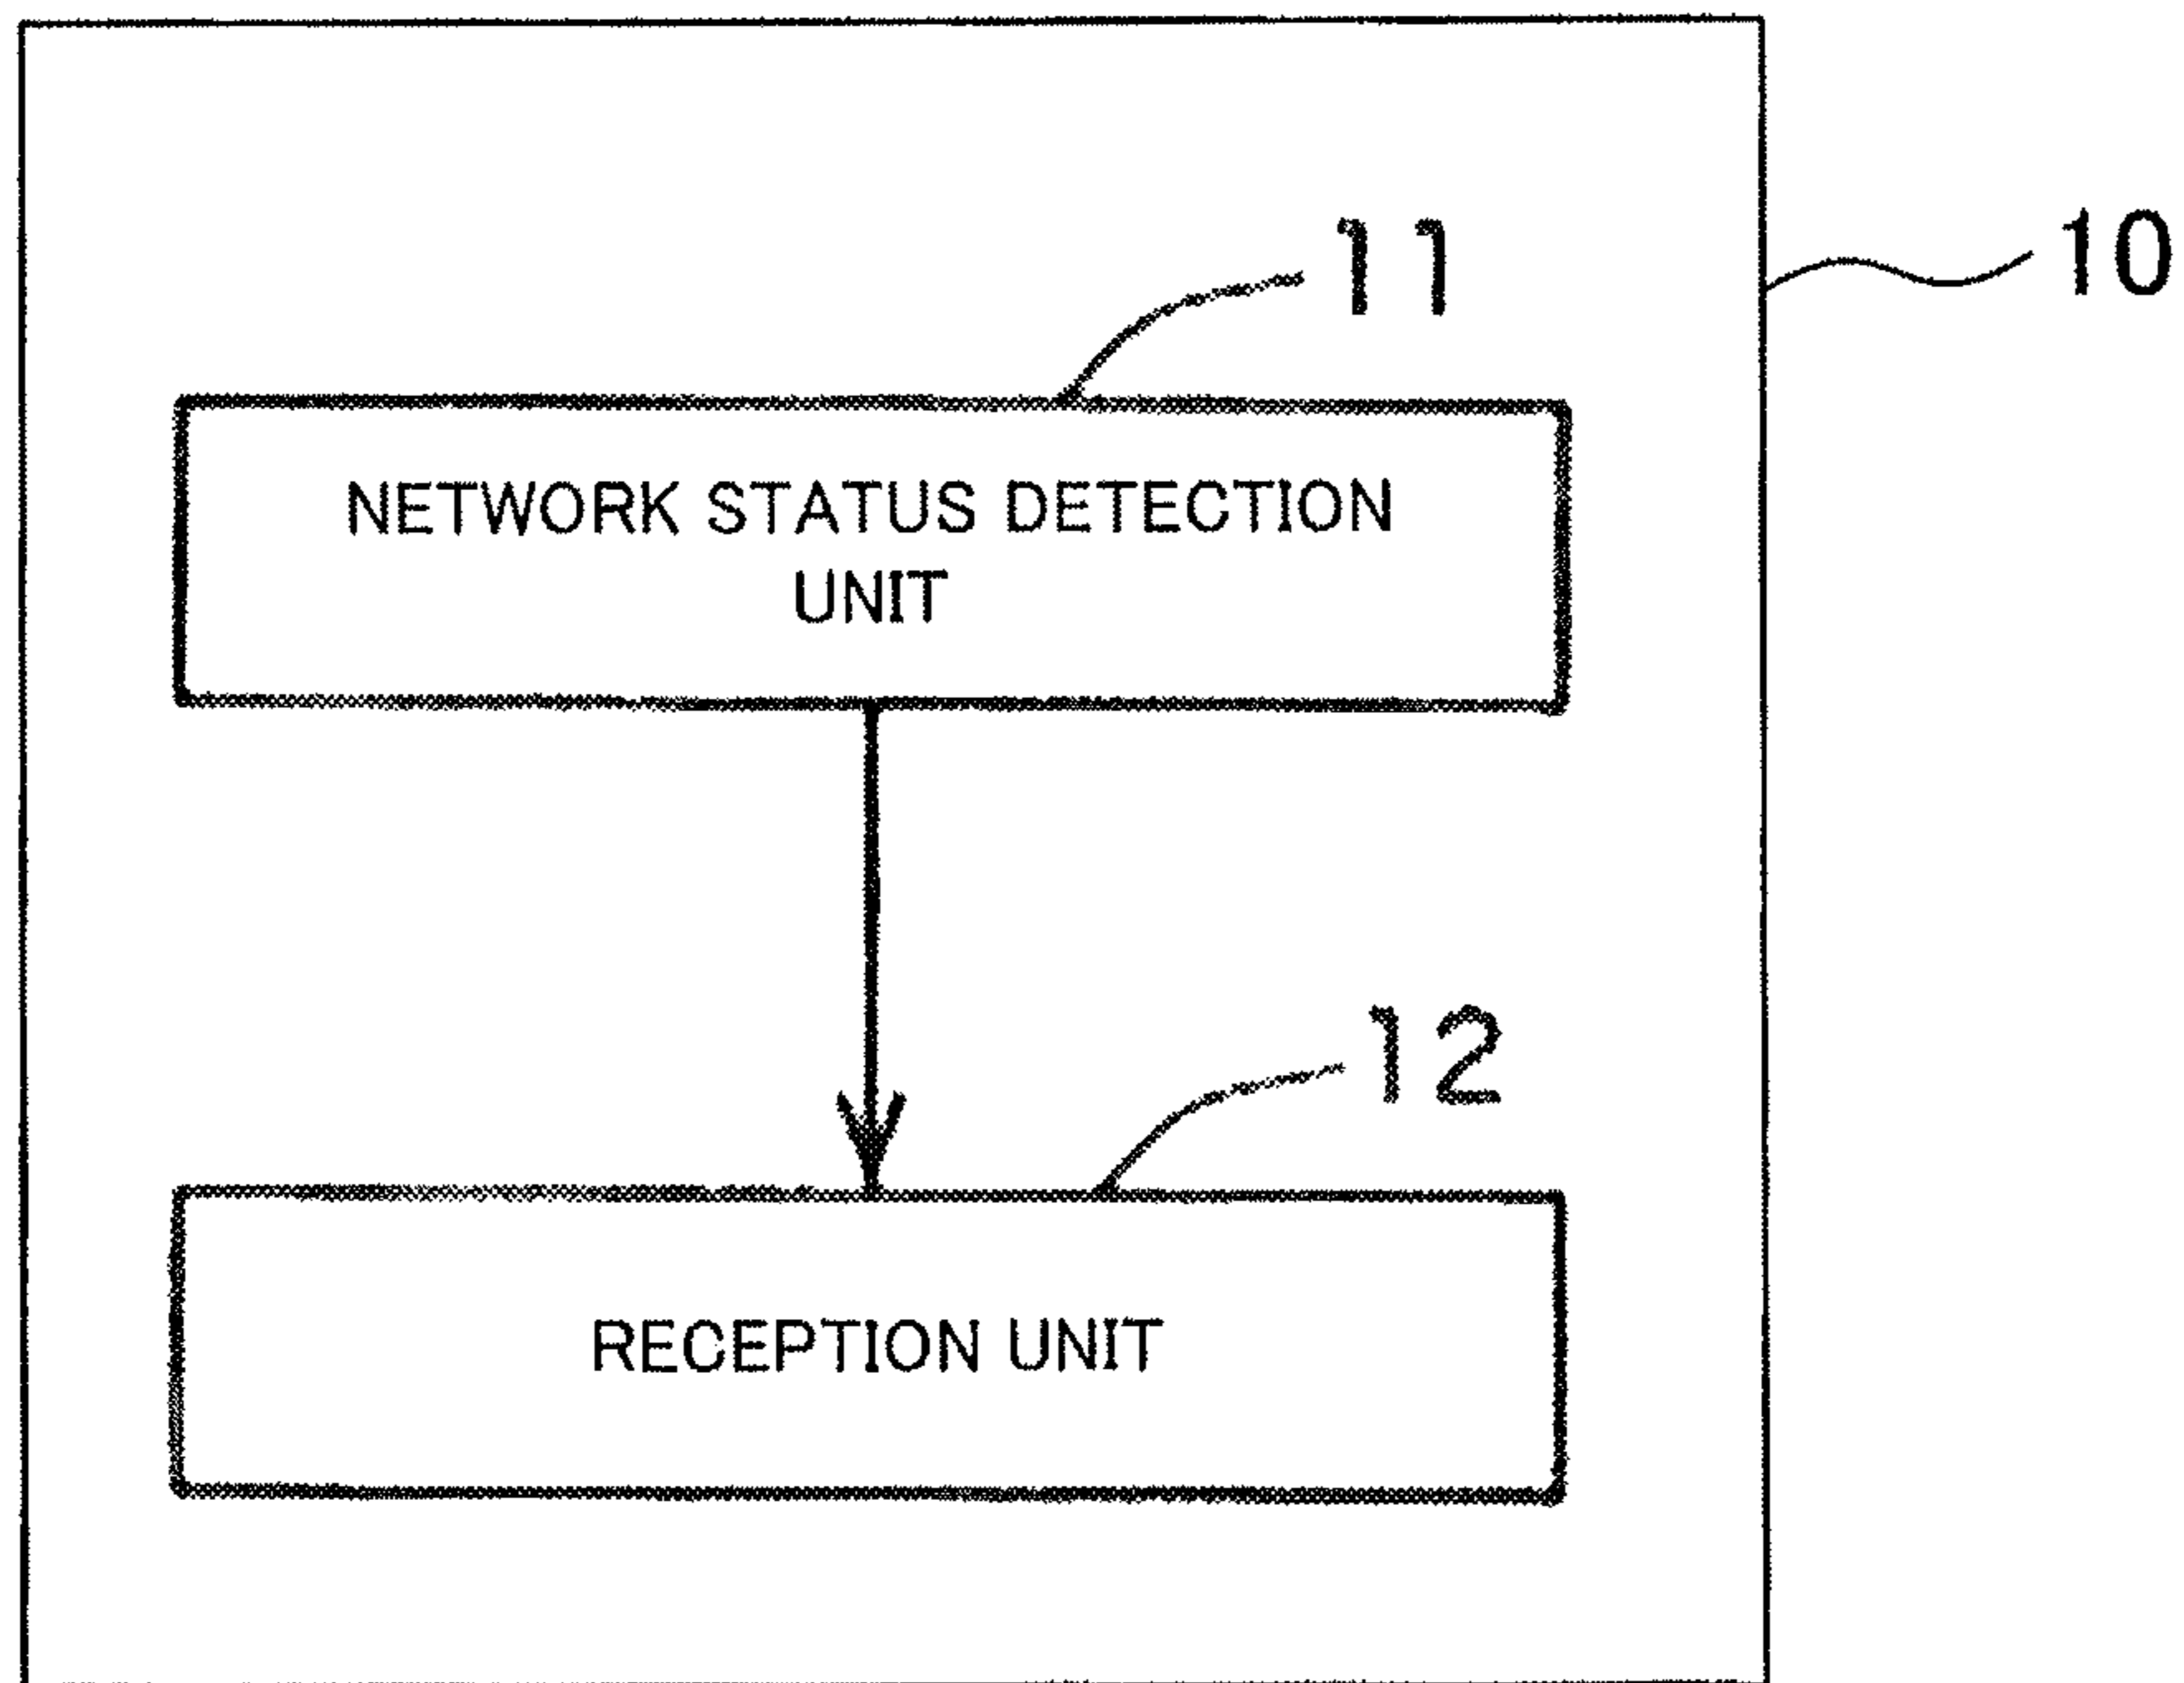 11
10
NETWORK STATUS DETECTION
UNIT
12
RECEPTION UNIT